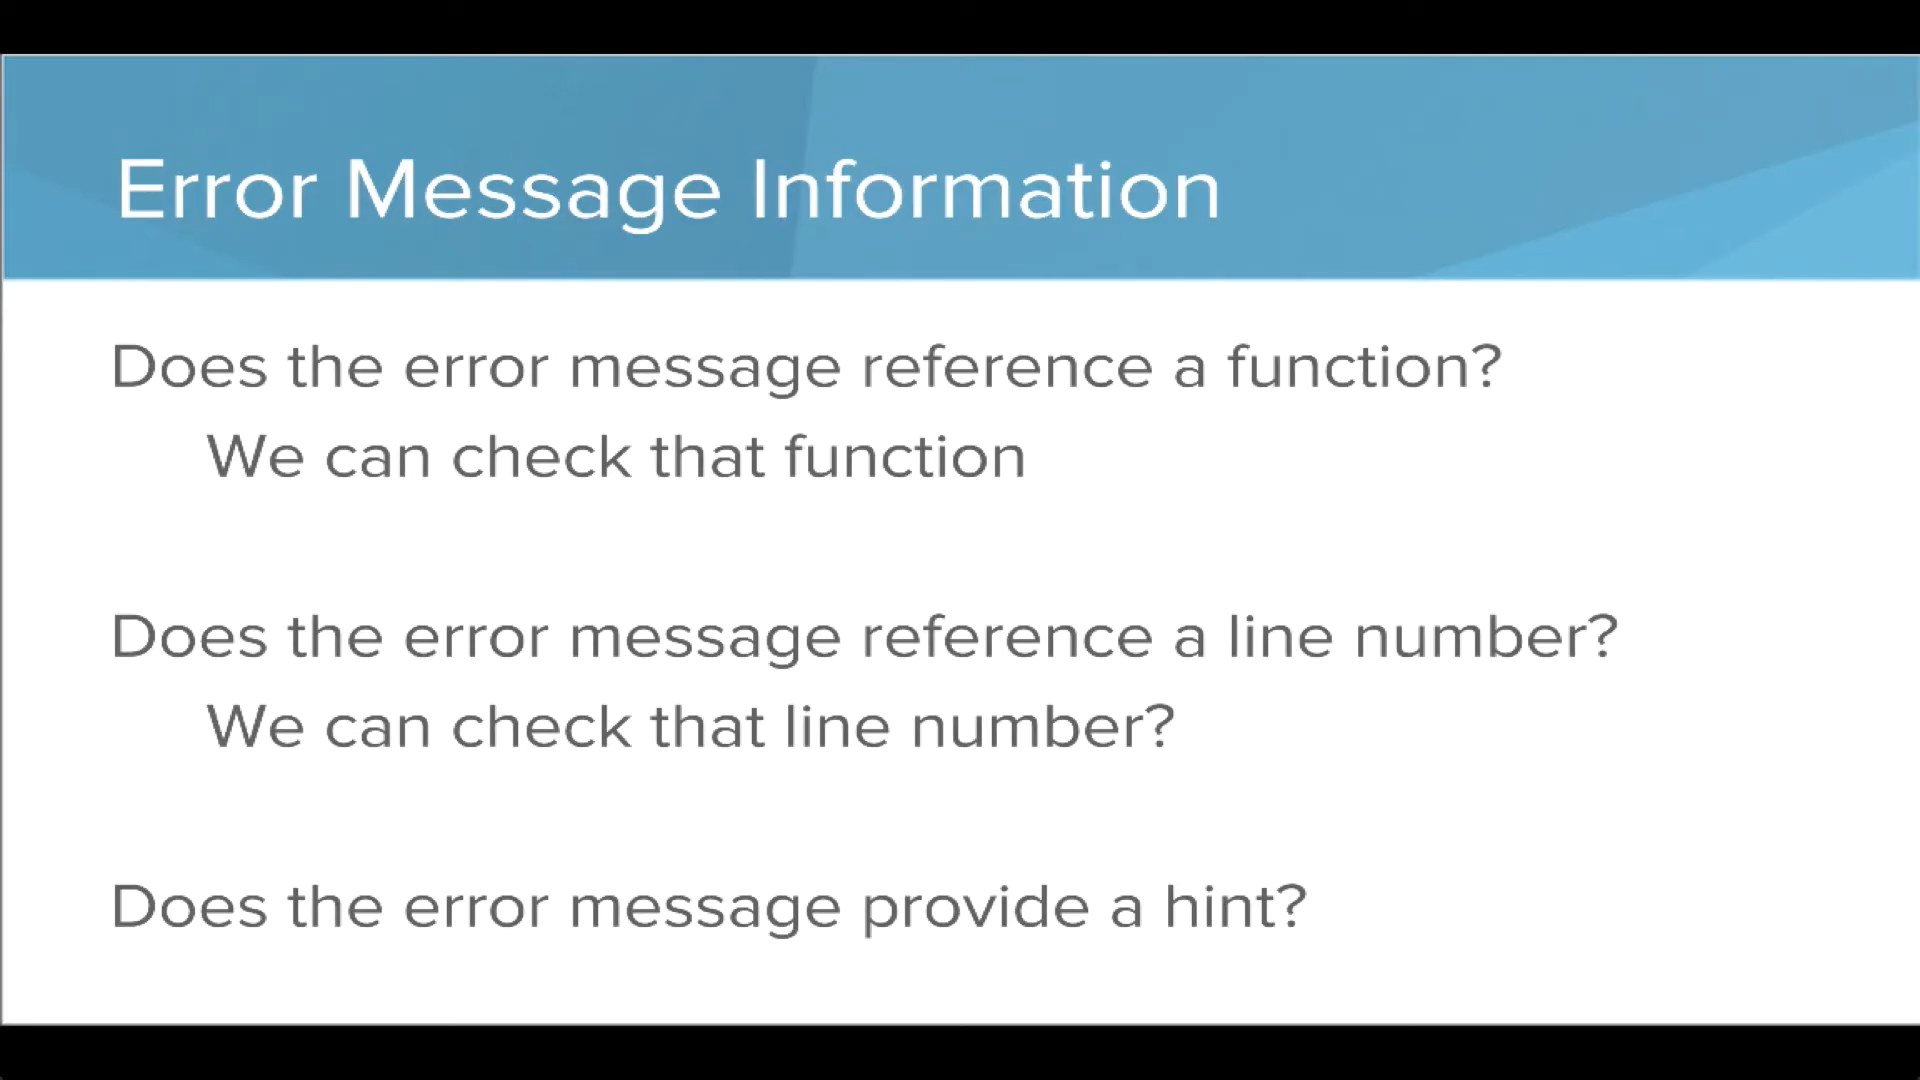 Error Message Information
Does the error message reference a function?
We can check that function
Does the error message reference a line number?
We can check that line number?
Does the error message provide a hint?